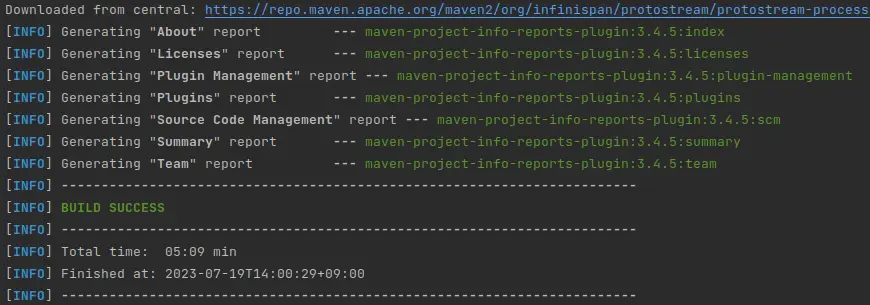 Downloaded from central: https://repo.maven.apache.org/maven2/org/infinispan/protostream/protostream-process
[INFO] Generating "About" report         --- maven-project-info-reports-plugin:3.4.5:index
[INFO] Generating "Licenses" report       --- maven-project-info-reports-plugin:3.4.5:licenses
[INFO] Generating "Plugin Management" report --- maven-project-info-reports-plugin:3.4.5:plugin-management
[INFO] Generating "Plugins" report       --- maven-project-info-reports-plugin:3.4.5:plugins
[INFO] Generating "Source Code Management" report --- maven-project-info-reports-plugin:3.4.5:scm
[INFO] Generating "Summary" report       --- maven-project-info-reports-plugin:3.4.5:summary
[INFO] Generating "Team" report          --- maven-project-info-reports-plugin:3.4.5:team
[INFO] ------------------------------------------------------------------------
[INFO] BUILD SUCCESS
[INFO] ------------------------------------------------------------------------
[INFO] Total time:  05:09 min
[INFO] Finished at: 2023-07-19T14:00:29+09:00
[INFO] ------------------------------------------------------------------------